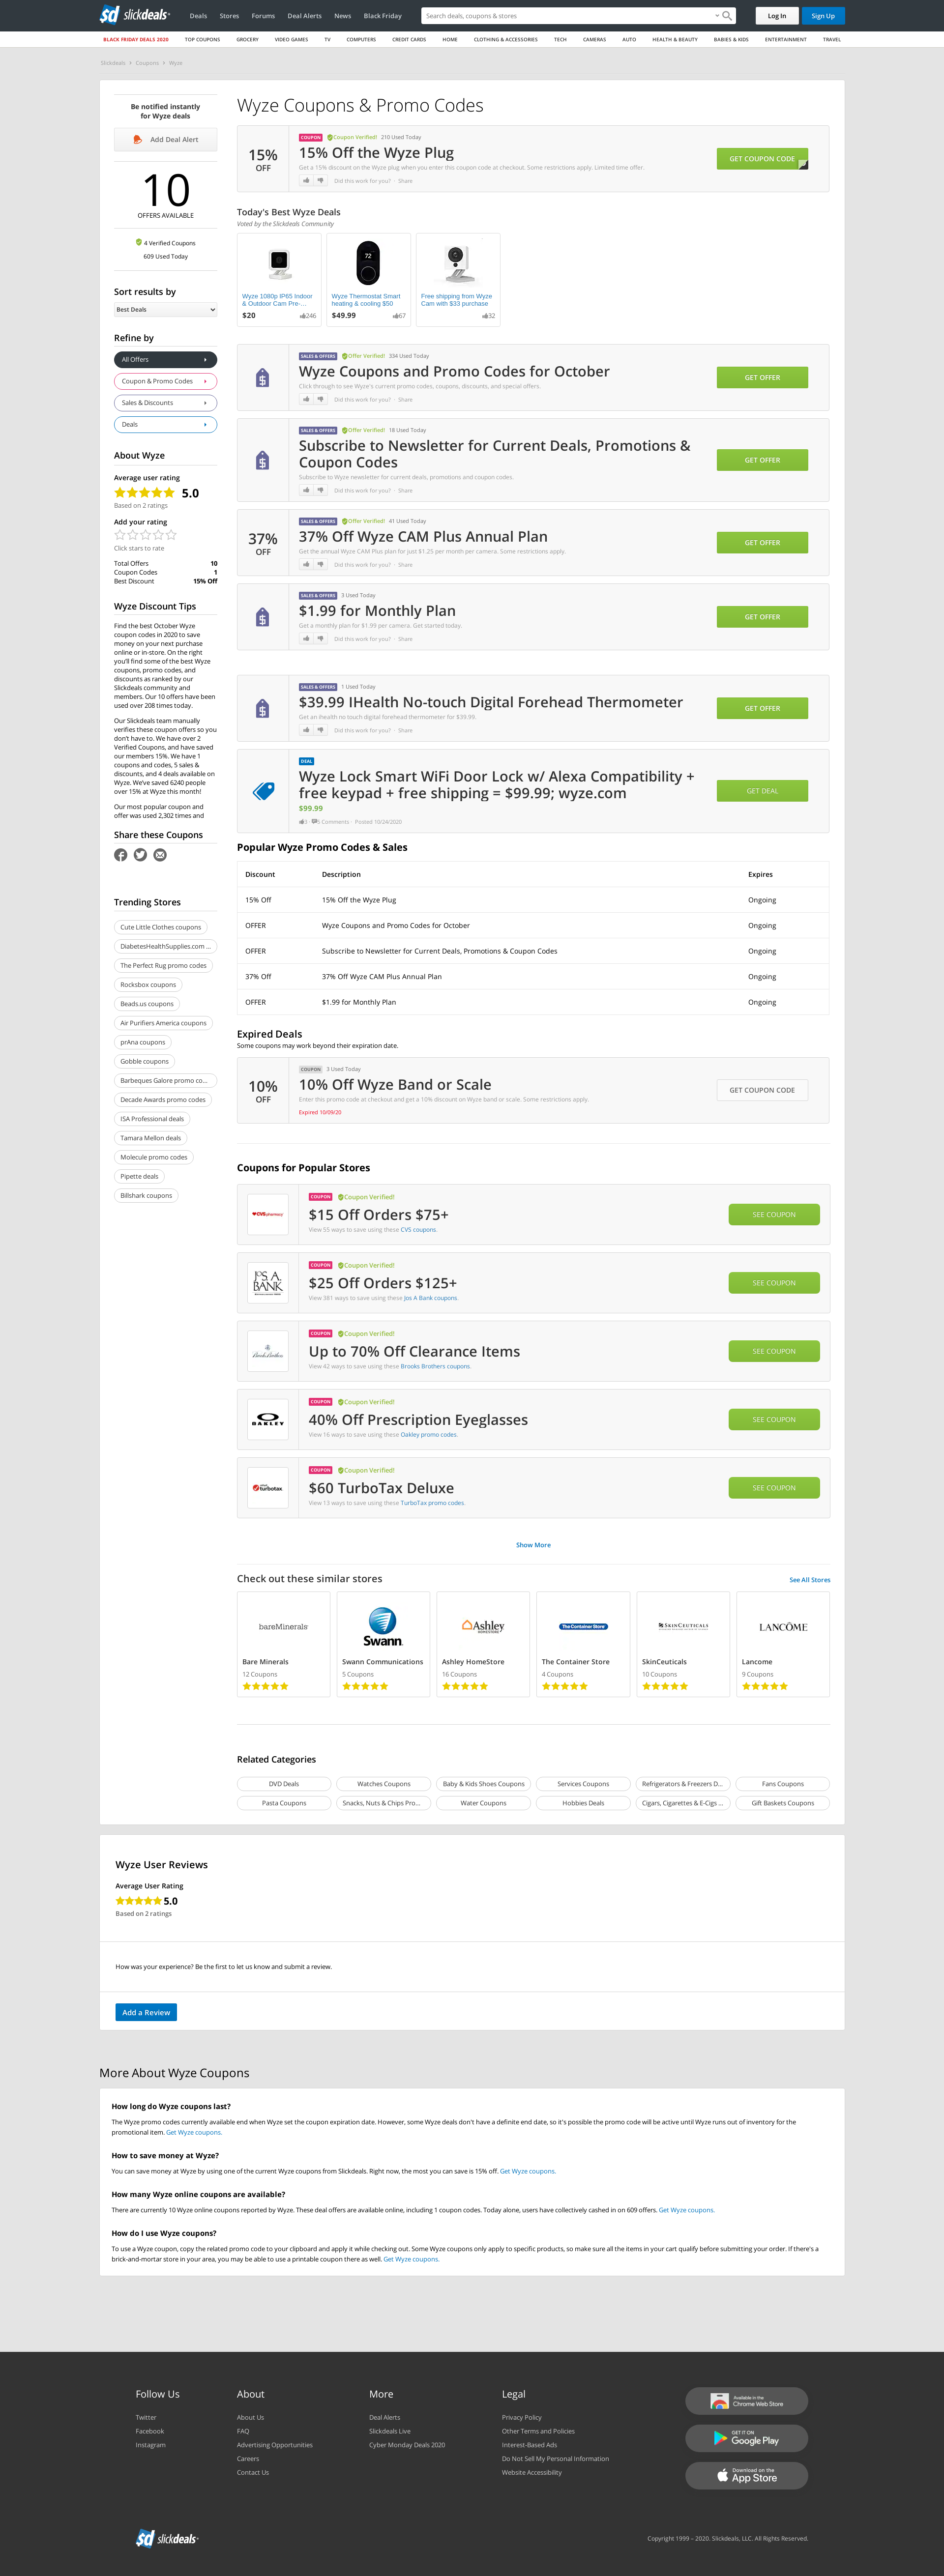 sd slickdeals
Deals Stores Forums Deal Alerts News Black Friday
Search deals, coupons & stores
Log In Sign Up
BLACK FRIDAY DEALS 2020 TOP COUPONS GROCERY VIDEO GAMES TV COMPUTERS CREDIT CARDS HOME CLOTHING & ACCESSORIES TECH CAMERAS AUTO HEALTH & BEAUTY BABIES & KIDS ENTERTAINMENT TRAVEL
Slickdeals Coupons Wyze
Be notified instantly
for Wyze deals
Add Deal Alert
10
OFFERS AVAILABLE
4 Verified Coupons
609 Used Today
Sort results by
Best Deals
Refine by
All Offers
Coupon & Promo Codes
Sales & Discounts
Deals
About Wyze
Average user rating
5.0
Based on 2 ratings
Add your rating
Click stars to rate
Total Offers 10
Coupon Codes 1
Best Discount 15% Off
Wyze Discount Tips
Find the best October Wyze
coupon codes in 2020 to save
money on your next purchase
online or in-store. On the right
you'll find some of the best Wyze
coupons, promo codes, and
discounts as ranked by our
Slickdeals community and
members. Our 10 offers have been
used over 208 times today.
Our Slickdeals team manually
verifies these coupon offers so you
don't have to. We have over 2
Verified Coupons, and have saved
our members 15%. We have 1
coupons and codes, 5 sales &
discounts, and 4 deals available on
Wyze. We've saved 6240 people
over 15% at Wyze this month!
Our most popular coupon and
offer was used 2,302 times and
Share these Coupons
Trending Stores
Cute Little Clothes coupons
DiabetesHealthSupplies.com ...
The Perfect Rug promo codes
Rocksbox coupons
Beads.us coupons
Air Purifiers America coupons
prAna coupons
Gobble coupons
Barbeques Galore promo co...
Decade Awards promo codes
ISA Professional deals
Tamara Mellon deals
Molecule promo codes
Pipette deals
Billshark coupons
Wyze Coupons & Promo Codes
15%
OFF
COUPON Coupon Verified! 210 Used Today
15% Off the Wyze Plug
Get a 15% discount on the Wyze plug when you enter this coupon code at checkout. Some restrictions apply. Limited time offer.
Did this work for you? · Share
GET COUPON CODE
Today's Best Wyze Deals
Voted by the Slickdeals Community
Wyze 1080p IP65 Indoor
& Outdoor Cam Pre-...
$20 246
72
Wyze Thermostat Smart
heating & cooling $50
$49.99 67
Free shipping from Wyze
Cam with $33 purchase
32
SALES & OFFERS Offer Verified! 334 Used Today
Wyze Coupons and Promo Codes for October
Click through to see Wyze's current promo codes, coupons, discounts, and special offers.
Did this work for you? · Share
GET OFFER
SALES & OFFERS Offer Verified! 18 Used Today
Subscribe to Newsletter for Current Deals, Promotions &
Coupon Codes
Subscribe to Wyze newsletter for current deals, promotions and coupon codes.
Did this work for you? · Share
GET OFFER
37%
OFF
SALES & OFFERS Offer Verified! 41 Used Today
37% Off Wyze CAM Plus Annual Plan
Get the annual Wyze CAM Plus plan for just $1.25 per month per camera. Some restrictions apply.
Did this work for you? · Share
GET OFFER
SALES & OFFERS 3 Used Today
$1.99 for Monthly Plan
Get a monthly plan for $1.99 per camera. Get started today.
Did this work for you? · Share
GET OFFER
SALES & OFFERS 1 Used Today
$39.99 IHealth No-touch Digital Forehead Thermometer
Get an ihealth no touch digital forehead thermometer for $39.99.
Did this work for you? · Share
GET OFFER
DEAL
Wyze Lock Smart WiFi Door Lock w/ Alexa Compatibility +
free keypad + free shipping = $99.99; wyze.com
$99.99
Comments · Posted 10/24/2020
GET DEAL
Popular Wyze Promo Codes & Sales
Discount Description Expires
15% Off 15% Off the Wyze Plug Ongoing
OFFER Wyze Coupons and Promo Codes for October Ongoing
OFFER Subscribe to Newsletter for Current Deals, Promotions & Coupon Codes Ongoing
37% Off 37% Off Wyze CAM Plus Annual Plan Ongoing
OFFER $1.99 for Monthly Plan Ongoing
Expired Deals
Some coupons may work beyond their expiration date.
10%
OFF
COUPON 3 Used Today
10% Off Wyze Band or Scale
Enter this promo code at checkout and get a 10% discount on Wyze band or scale. Some restrictions apply.
Expired 10/09/20
GET COUPON CODE
Coupons for Popular Stores
CVS pharmacy
COUPON Coupon Verified!
$15 Off Orders $75+
View 55 ways to save using these CVS coupons.
SEE COUPON
JOS. A. BANK
COUPON Coupon Verified!
$25 Off Orders $125+
View 381 ways to save using these Jos A Bank coupons.
SEE COUPON
Brooks Brothers
COUPON Coupon Verified!
Up to 70% Off Clearance Items
View 42 ways to save using these Brooks Brothers coupons.
SEE COUPON
OAKLEY
COUPON Coupon Verified!
40% Off Prescription Eyeglasses
View 16 ways to save using these Oakley promo codes.
SEE COUPON
turbotax
COUPON Coupon Verified!
$60 TurboTax Deluxe
View 13 ways to save using these TurboTax promo codes.
SEE COUPON
Show More
Check out these similar stores
See All Stores
bareMinerals
Bare Minerals
12 Coupons
Swann
Swann Communications
5 Coupons
Ashley HOMESTORE
Ashley HomeStore
16 Coupons
The Container Store
The Container Store
4 Coupons
SKINCEUTICALS
SkinCeuticals
10 Coupons
LANCÔME
Lancome
9 Coupons
Related Categories
DVD Deals Watches Coupons Baby & Kids Shoes Coupons Services Coupons Refrigerators & Freezers D... Fans Coupons
Pasta Coupons Snacks, Nuts & Chips Pro... Water Coupons Hobbies Deals Cigars, Cigarettes & E-Cigs ... Gift Baskets Coupons
Wyze User Reviews
Average User Rating
5.0
Based on 2 ratings
How was your experience? Be the first to let us know and submit a review.
Add a Review
More About Wyze Coupons
How long do Wyze coupons last?
The Wyze promo codes currently available end when Wyze set the coupon expiration date. However, some Wyze deals don't have a definite end date, so it's possible the promo code will be active until Wyze runs out of inventory for the
promotional item. Get Wyze coupons.
How to save money at Wyze?
You can save money at Wyze by using one of the current Wyze coupons from Slickdeals. Right now, the most you can save is 15% off. Get Wyze coupons.
How many Wyze online coupons are available?
There are currently 10 Wyze online coupons reported by Wyze. These deal offers are available online, including 1 coupon codes. Today alone, users have collectively cashed in on 609 offers. Get Wyze coupons.
How do I use Wyze coupons?
To use a Wyze coupon, copy the related promo code to your clipboard and apply it while checking out. Some Wyze coupons only apply to specific products, so make sure all the items in your cart qualify before submitting your order. If there's a
brick-and-mortar store in your area, you may be able to use a printable coupon there as well. Get Wyze coupons.
Follow Us
Twitter
Facebook
Instagram
About
About Us
FAQ
Advertising Opportunities
Careers
Contact Us
More
Deal Alerts
Slickdeals Live
Cyber Monday Deals 2020
Legal
Privacy Policy
Other Terms and Policies
Interest-Based Ads
Do Not Sell My Personal Information
Website Accessibility
Available in the
Chrome Web Store
GET IT ON
Google Play
Download on the
App Store
sd slickdeals
Copyright 1999 – 2020. Slickdeals, LLC. All Rights Reserved.